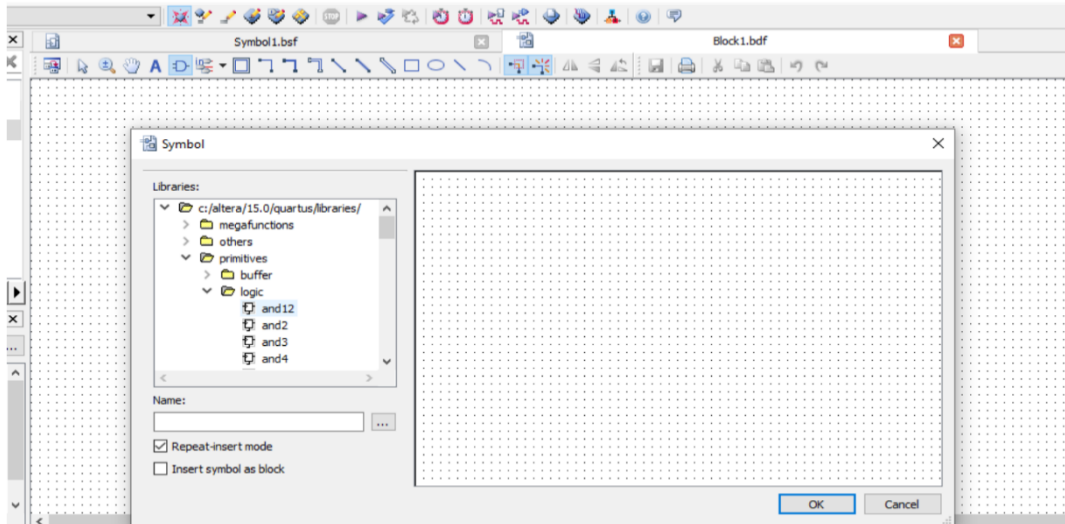 STOP
Symbol1.bsf
Block1.bdf
A
Symbol
Libraries:
c:/altera/15.0/quartus/libraries/
megafunctions
others
primitives
buffer
logic
and12
and2
and3
and4
Name:
...
Repeat-insert mode
Insert symbol as block
OK
Cancel